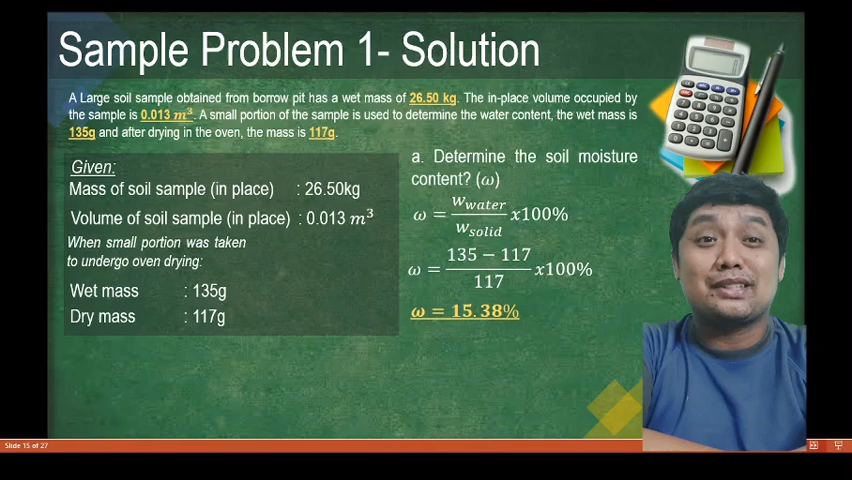 Sample Problem 1- Solution
A Large soil sample obtained from borrow pit has a wet mass of 26.50 kg. The in-place volume occupied by
the sample is 0.013 m³. A small portion of the sample is used to determine the water content, the wet mass is
135g and after drying in the oven, the mass is 117g.
Given:
Mass of soil sample (in place) : 26.50kg
Volume of soil sample (in place) : 0.013 m³
When small portion was taken
to undergo oven drying:
Wet mass : 135g
Dry mass : 117g
a. Determine the soil moisture
content? (ω)
ω = w_water / w_solid x100%
ω = 135 − 117 / 117 x100%
ω = 15.38%
Slide 15 of 27